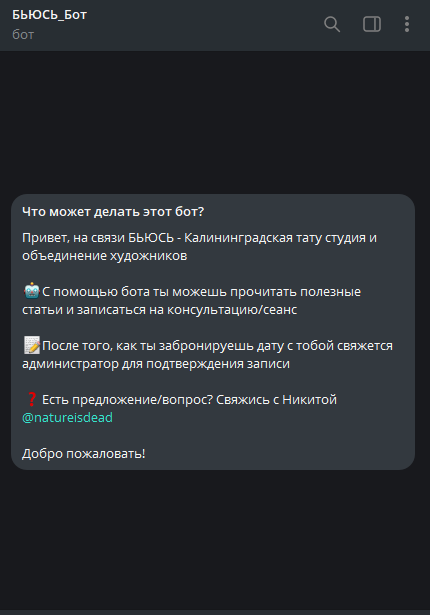 БЬЮСЬ_Бот
бот
Что может делать этот бот?
Привет, на связи БЬЮСЬ - Калининградская тату студия и
объединение художников
🤖С помощью бота ты можешь прочитать полезные
статьи и записаться на консультацию/сеанс
📝После того, как ты забронируешь дату с тобой свяжется
администратор для подтверждения записи
❓Есть предложение/вопрос? Свяжись с Никитой
@natureisdead
Добро пожаловать!